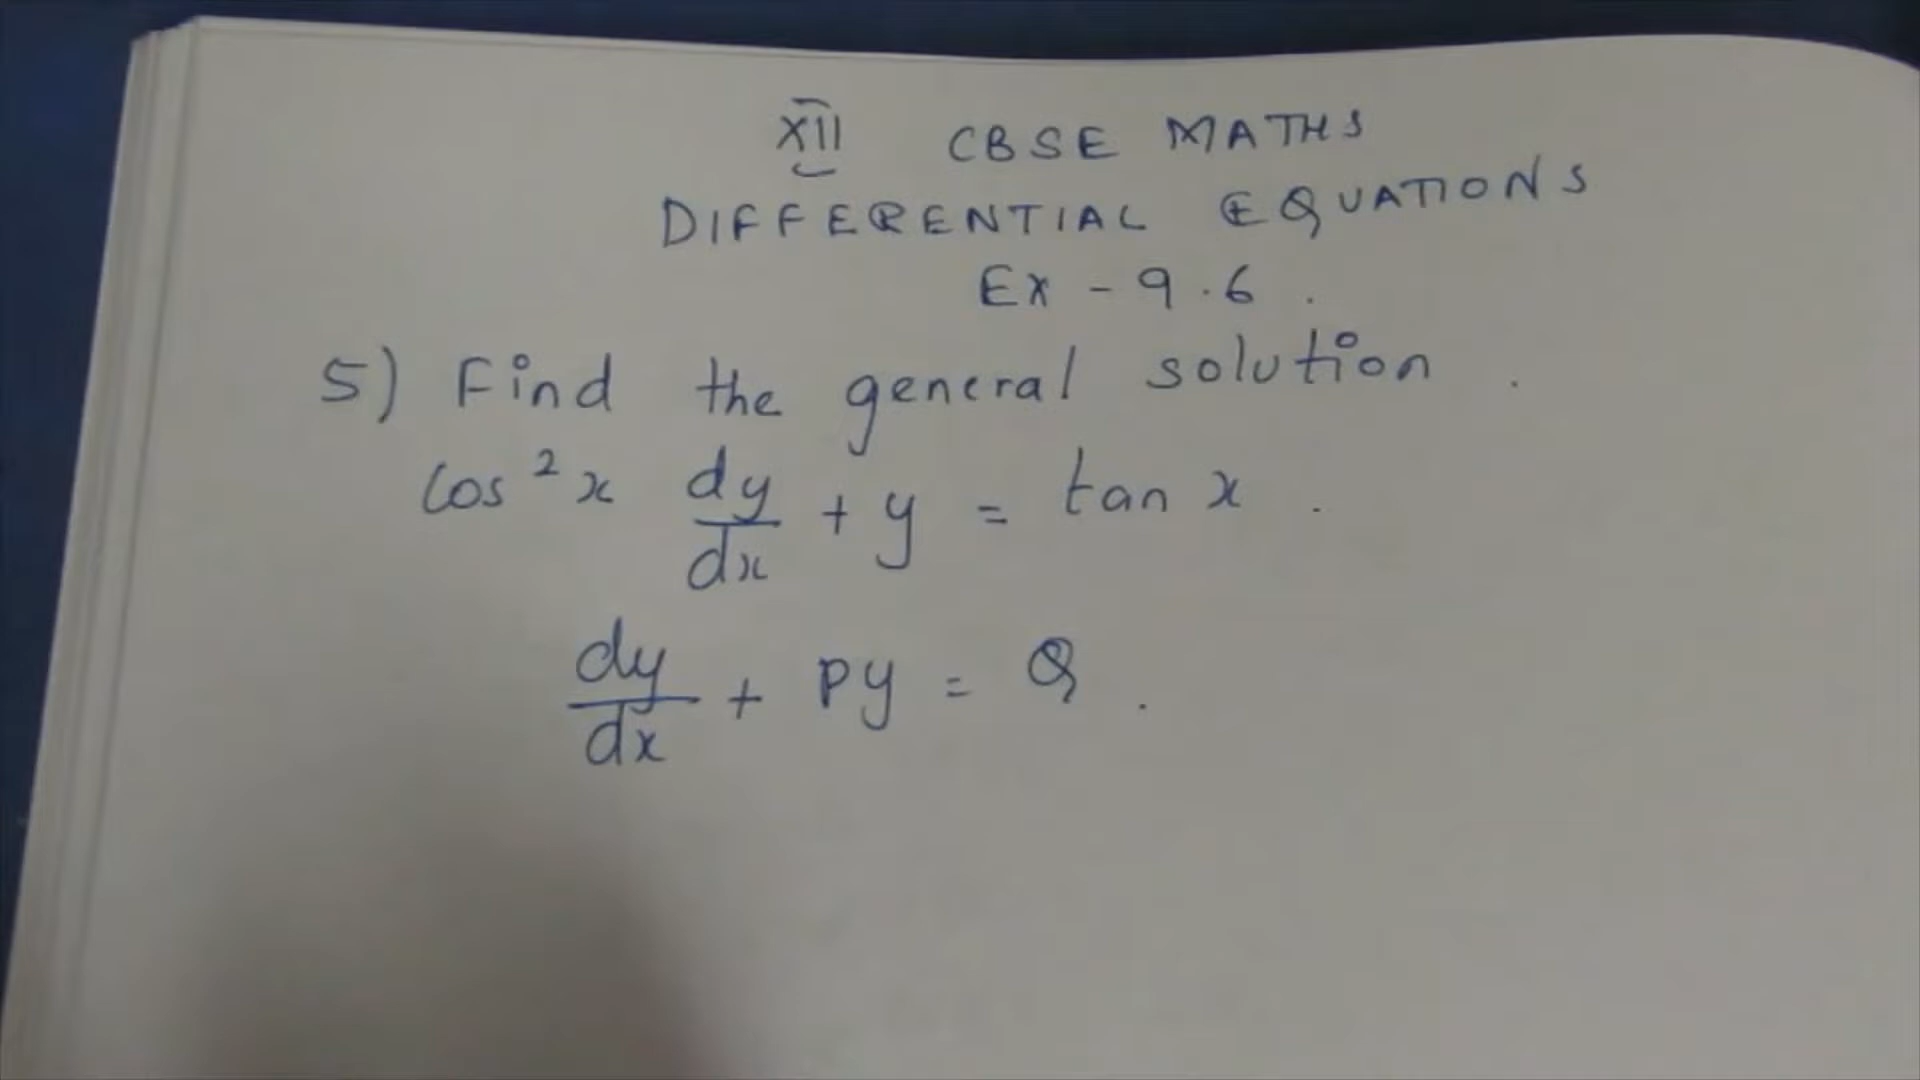 XII CBSE MATHS
DIFFERENTIAL EQUATIONS
Ex - 9.6.
5) Find the general solution.
cos²x dy/dx + y = tan x.
dy/dx + Py = Q.